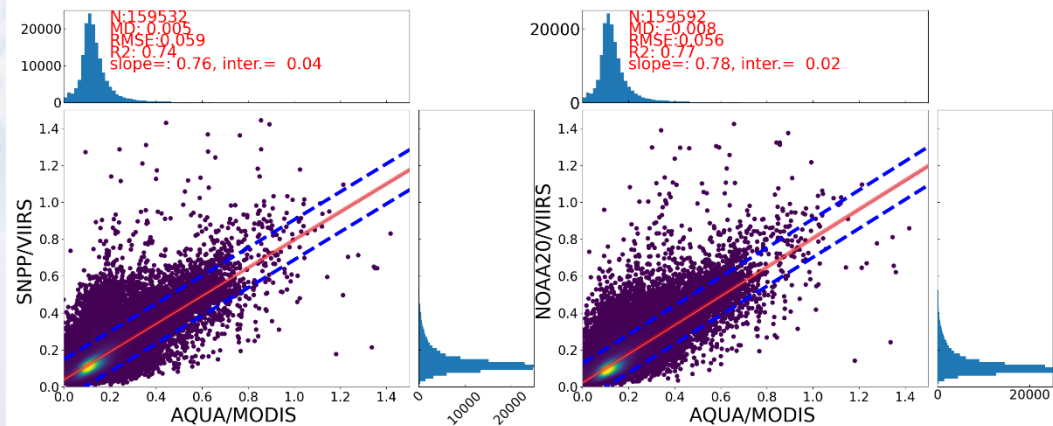 N:159532
MD: 0.005
RMSE:0.059
R2: 0.74
slope=: 0.76, inter.= 0.04
20000
10000
0
1.4
1.2
1.0
0.8
0.6
0.4
0.2
0.0
SNPP/VIIRS
0.0 0.2 0.4 0.6 0.8 1.0 1.2 1.4
AQUA/MODIS
0 10000 20000
N:159592
MD: -0.008
RMSE:0.056
R2: 0.77
slope=: 0.78, inter.= 0.02
20000
10000
0
1.4
1.2
1.0
0.8
0.6
0.4
0.2
0.0
NOAA20/VIIRS
0.0 0.2 0.4 0.6 0.8 1.0 1.2 1.4
AQUA/MODIS
0 20000